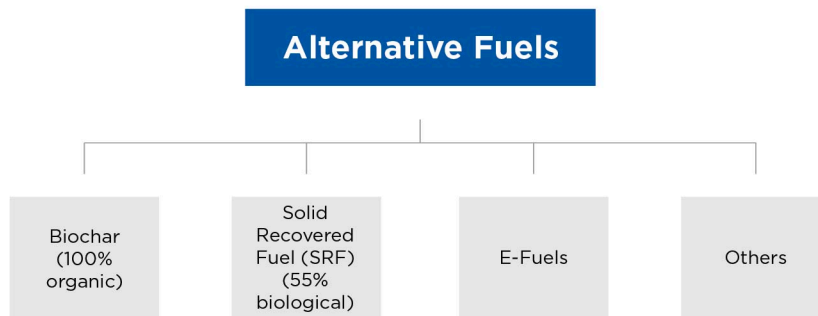 Alternative Fuels
Biochar
(100%
organic)
Solid
Recovered
Fuel (SRF)
(55%
biological)
E-Fuels
Others